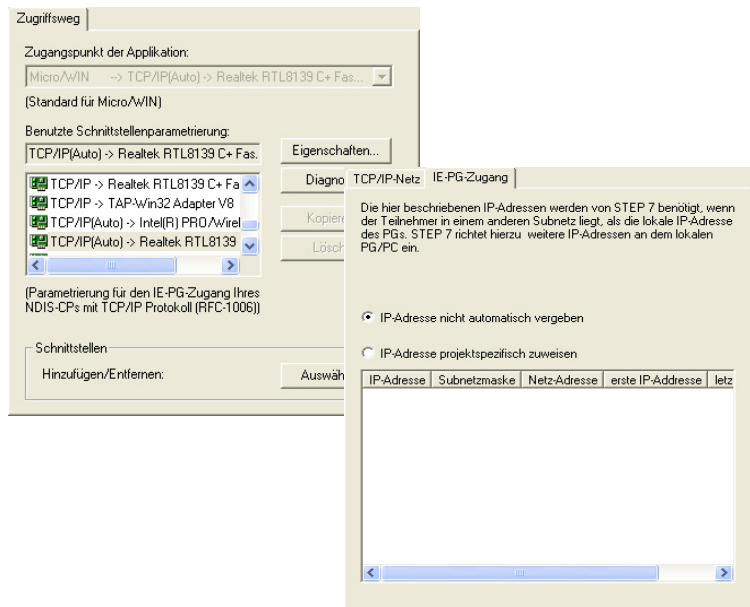 Zugriffsweg
Zugangspunkt der Applikation:
Micro/WIN --> TCP/IP(Auto) -> Realtek RTL8139 C+ Fas...
(Standard für Micro/WIN)
Benutzte Schnittstellenparametrierung:
TCP/IP(Auto) -> Realtek RTL8139 C+ Fas.
Eigenschaften...
TCP/IP -> Realtek RTL8139 C+ Fa
TCP/IP -> TAP-Win32 Adapter V8
TCP/IP(Auto) -> Intel(R) PRO/Wirel
TCP/IP(Auto) -> Realtek RTL8139
Diagno
Kopiere
Lösch
(Parametrierung für den IE-PG-Zugang Ihres
NDIS-CPs mit TCP/IP Protokoll (RFC-1006))
Schnittstellen
Hinzufügen/Entfernen:
Auswäh
TCP/IP-Netz
IE-PG-Zugang
Die hier beschriebenen IP-Adressen werden von STEP 7 benötigt, wenn
der Teilnehmer in einem anderen Subnetz liegt, als die lokale IP-Adresse
des PGs. STEP 7 richtet hierzu weitere IP-Adressen an dem lokalen
PG/PC ein.
IP-Adresse nicht automatisch vergeben
IP-Adresse projektspezifisch zuweisen
IP-Adresse Subnetzmaske Netz-Adresse erste IP-Addresse letz